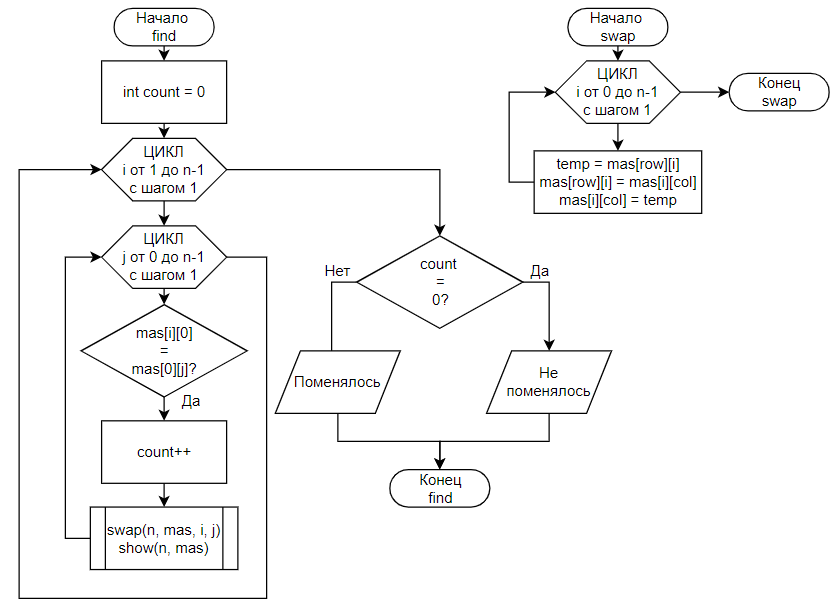 Начало
find
int count = 0
ЦИКЛ
i от 1 до n-1
с шагом 1
ЦИКЛ
j от 0 до n-1
с шагом 1
mas[i][0]
=
mas[0][j]?
Да
count++
swap(n, mas, i, j)
show(n, mas)
count
=
0?
Нет
Да
Поменялось
Не
поменялось
Конец
find
Начало
swap
ЦИКЛ
i от 0 до n-1
с шагом 1
Конец
swap
temp = mas[row][i]
mas[row][i] = mas[i][col]
mas[i][col] = temp